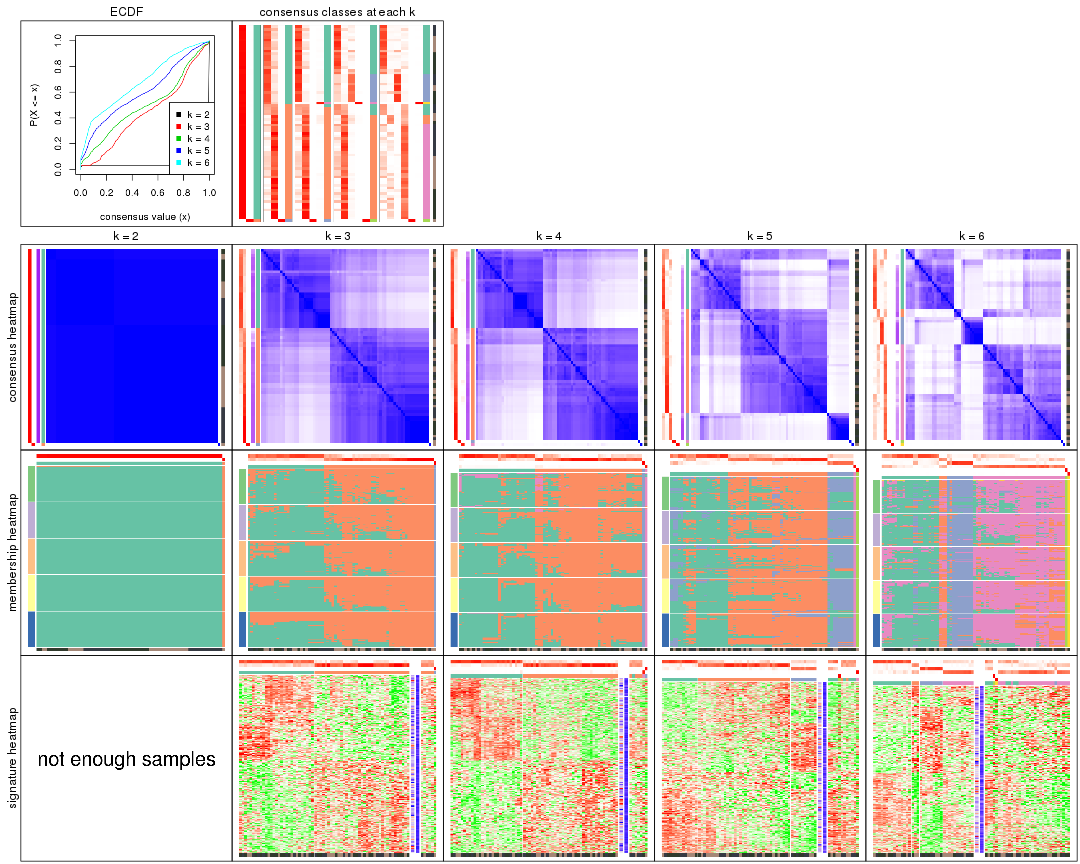 ECDF
consensus classes at each k
P(X <= x)
0.0 0.2 0.4 0.6 0.8 1.0
k = 2
k = 3
k = 4
k = 5
k = 6
0.0 0.2 0.4 0.6 0.8 1.0
consensus value (x)
k = 2 k = 3 k = 4 k = 5 k = 6
consensus heatmap
membership heatmap
signature heatmap
not enough samples